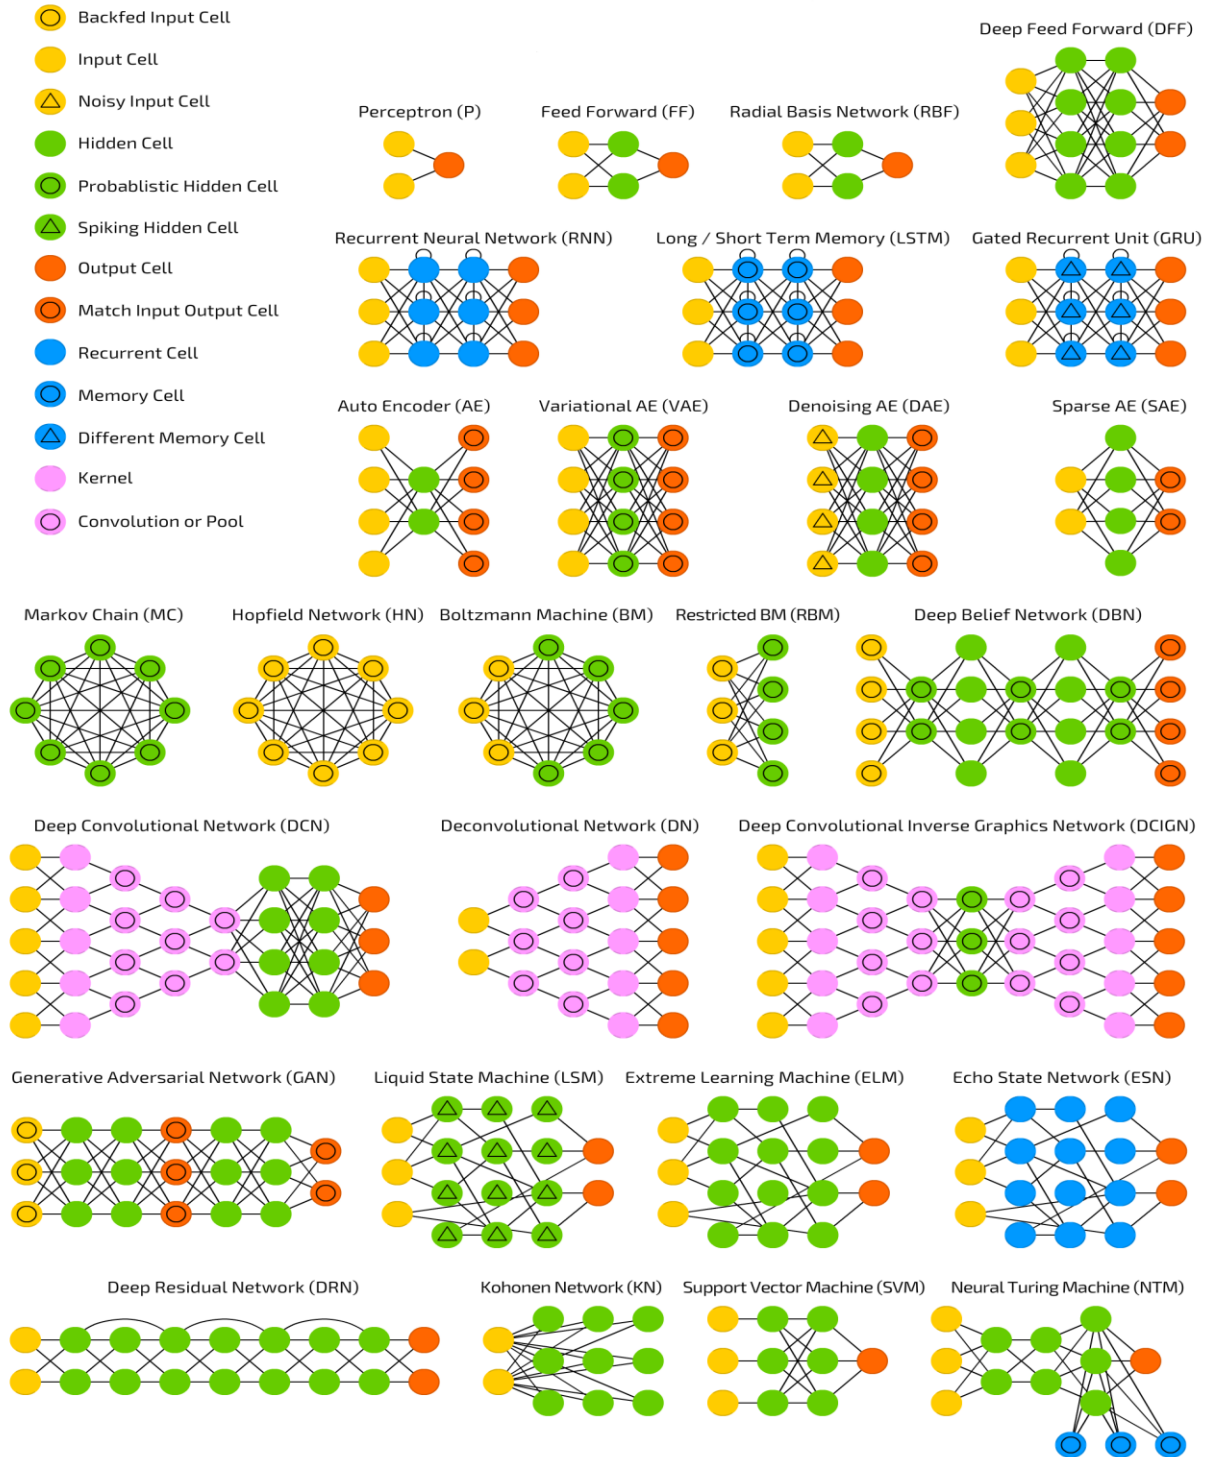 Backfed Input Cell
Input Cell
Noisy Input Cell
Hidden Cell
Probablistic Hidden Cell
Spiking Hidden Cell
Output Cell
Match Input Output Cell
Recurrent Cell
Memory Cell
Different Memory Cell
Kernel
Convolution or Pool
Deep Feed Forward (DFF)
Perceptron (P)
Feed Forward (FF)
Radial Basis Network (RBF)
Recurrent Neural Network (RNN)
Long / Short Term Memory (LSTM)
Gated Recurrent Unit (GRU)
Auto Encoder (AE)
Variational AE (VAE)
Denoising AE (DAE)
Sparse AE (SAE)
Markov Chain (MC)
Hopfield Network (HN)
Boltzmann Machine (BM)
Restricted BM (RBM)
Deep Belief Network (DBN)
Deep Convolutional Network (DCN)
Deconvolutional Network (DN)
Deep Convolutional Inverse Graphics Network (DCIGN)
Generative Adversarial Network (GAN)
Liquid State Machine (LSM)
Extreme Learning Machine (ELM)
Echo State Network (ESN)
Deep Residual Network (DRN)
Kohonen Network (KN)
Support Vector Machine (SVM)
Neural Turing Machine (NTM)